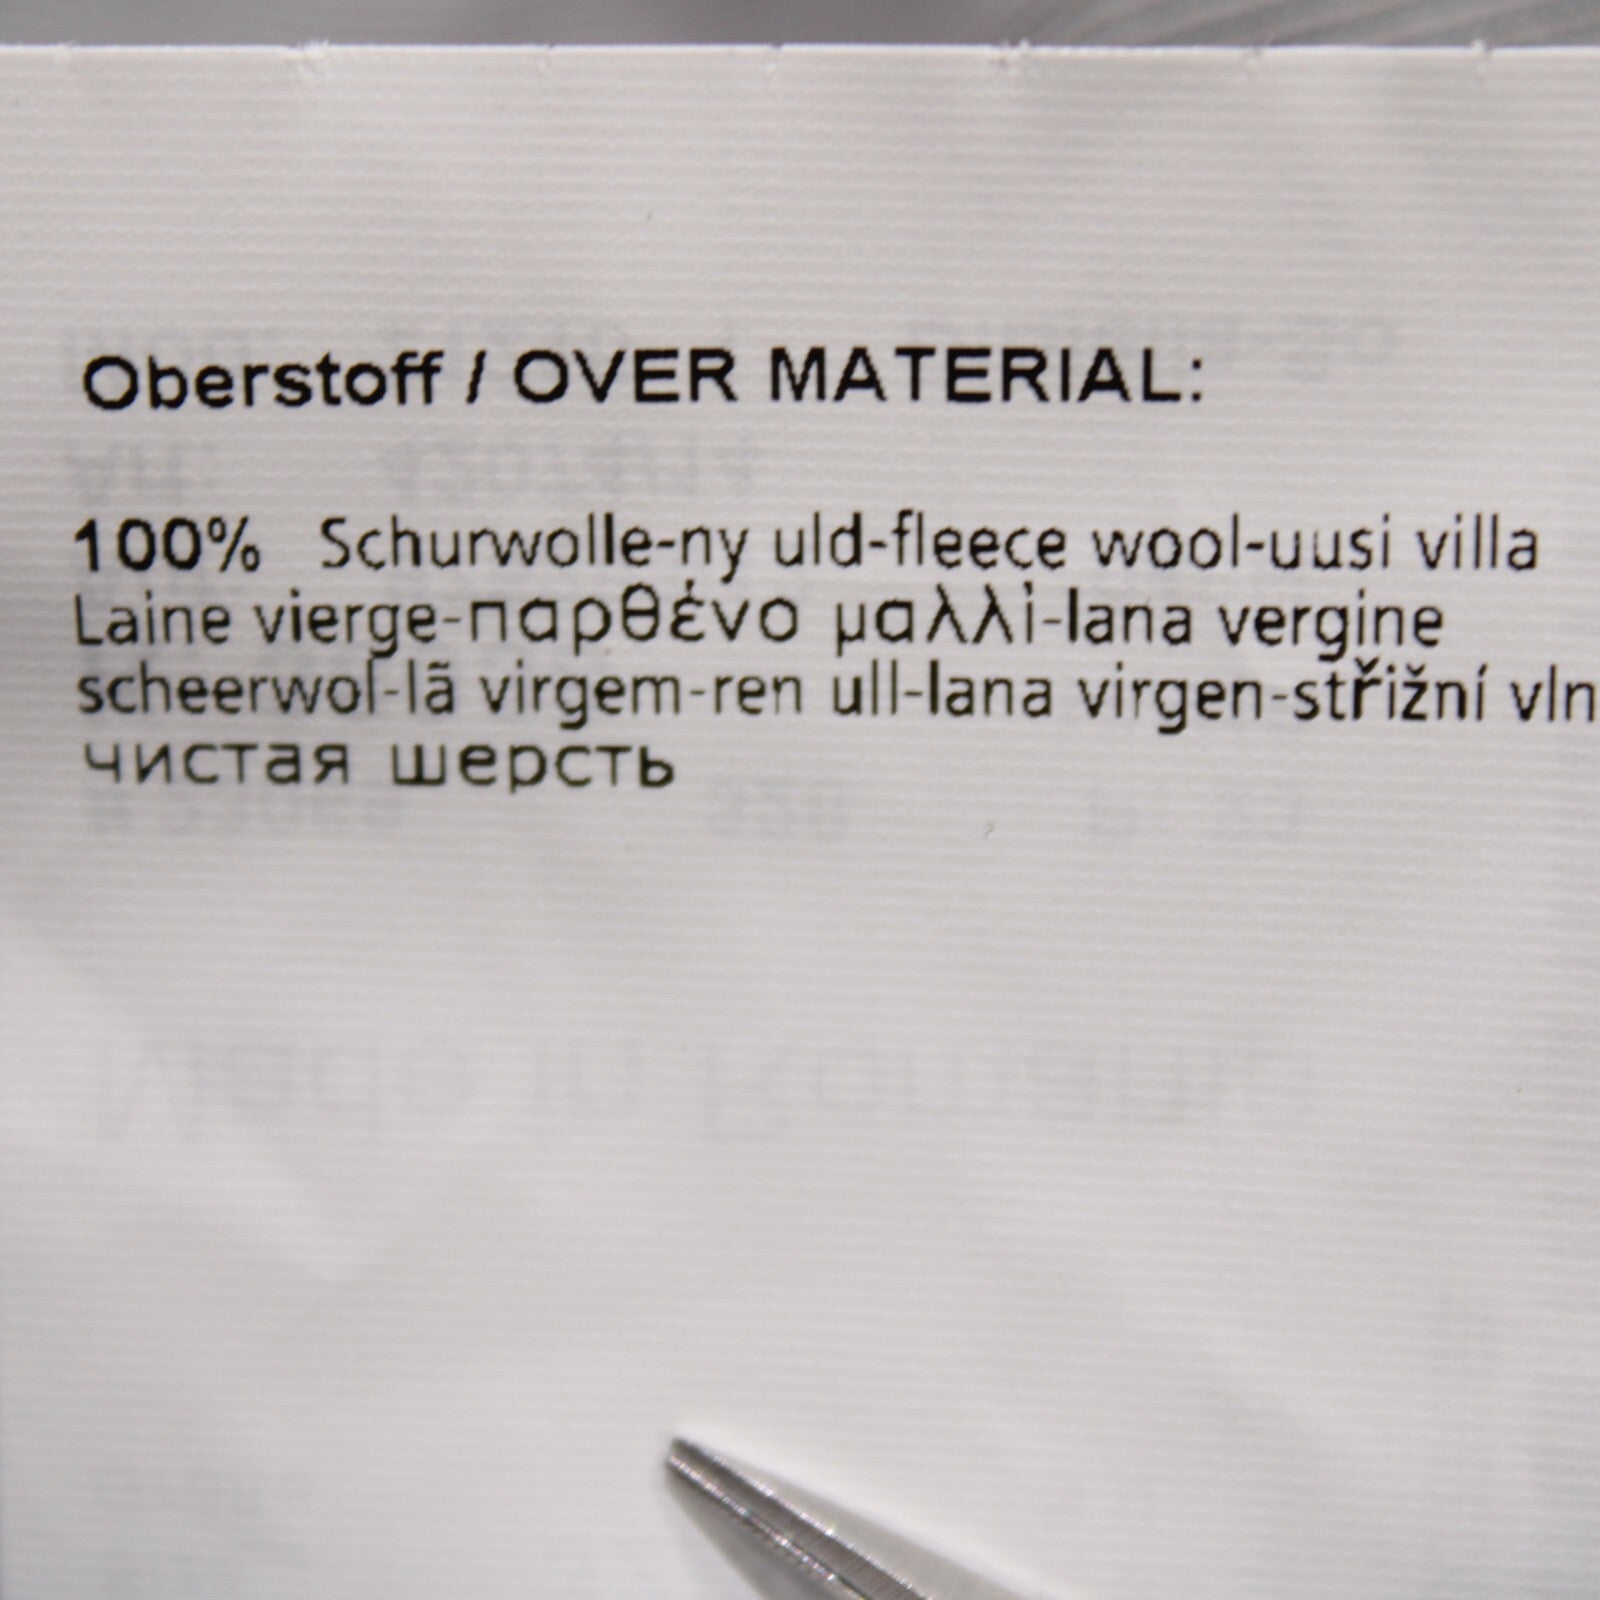 Oberstoff / OVER MATERIAL:
100% Schurwolle-ny uld-fleece wool-uusi villa
Laine vierge-παρθένο μαλλί-lana vergine
scheerwol-lã virgem-ren ull-lana virgen-střižní vln
чистая шерсть